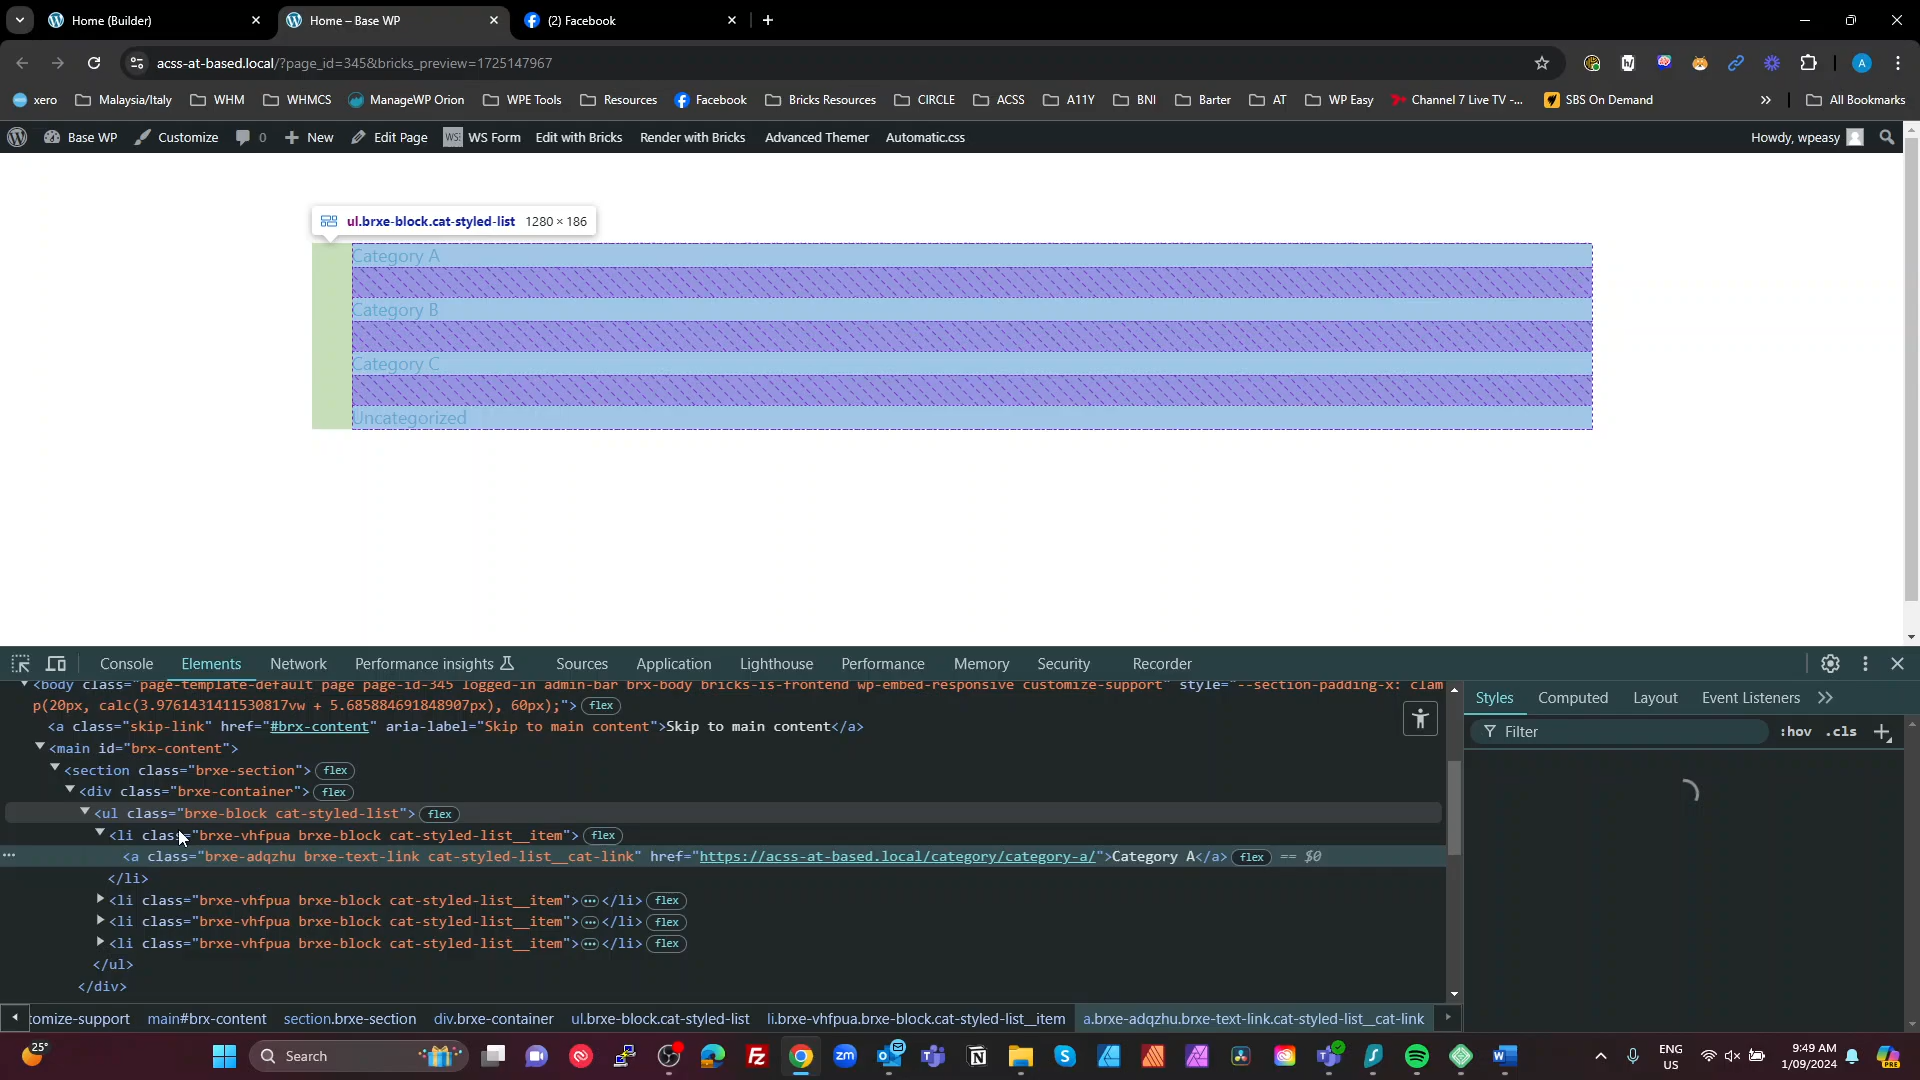 Home (Builder)
Home – Base WP
(2) Facebook
acss-at-based.local/?page_id=345&bricks_preview=1725147967
xero
Malaysia/Italy
WHM
WHMCS
ManageWP Orion
WPE Tools
Resources
Facebook
Bricks Resources
CIRCLE
ACSS
A11Y
BNI
Barter
AT
WP Easy
Channel 7 Live TV -...
SBS On Demand
All Bookmarks
Base WP
Customize
0
New
Edit Page
WS Form
Edit with Bricks
Render with Bricks
Advanced Themer
Automatic.css
Howdy, wpeasy
ul.brxe-block.cat-styled-list 1280 × 186
Category A
Category B
Category C
Uncategorized
Console
Elements
Network
Performance insights
Sources
Application
Lighthouse
Performance
Memory
Security
Recorder
<body class="page-template-default page page-id-345 logged-in admin-bar brx-body bricks-is-frontend wp-embed-responsive customize-support" style="--section-padding-x: clam
p(20px, calc(3.9761431411530817vw + 5.685884691848907px), 60px);"> flex
<a class="skip-link" href="#brx-content" aria-label="Skip to main content">Skip to main content</a>
<main id="brx-content">
<section class="brxe-section"> flex
<div class="brxe-container"> flex
<ul class="brxe-block cat-styled-list"> flex
<li class="brxe-vhfpua brxe-block cat-styled-list__item"> flex
<a class="brxe-adqzhu brxe-text-link cat-styled-list__cat-link" href="https://acss-at-based.local/category/category-a/">Category A</a> flex == $0
</li>
<li class="brxe-vhfpua brxe-block cat-styled-list__item">⋯</li> flex
<li class="brxe-vhfpua brxe-block cat-styled-list__item">⋯</li> flex
<li class="brxe-vhfpua brxe-block cat-styled-list__item">⋯</li> flex
</ul>
</div>
Styles
Computed
Layout
Event Listeners
Filter
:hov .cls
tomize-support
main#brx-content
section.brxe-section
div.brxe-container
ul.brxe-block.cat-styled-list
li.brxe-vhfpua.brxe-block.cat-styled-list__item
a.brxe-adqzhu.brxe-text-link.cat-styled-list__cat-link
25°
Search
zm
ENG
US
9:49 AM
1/09/2024